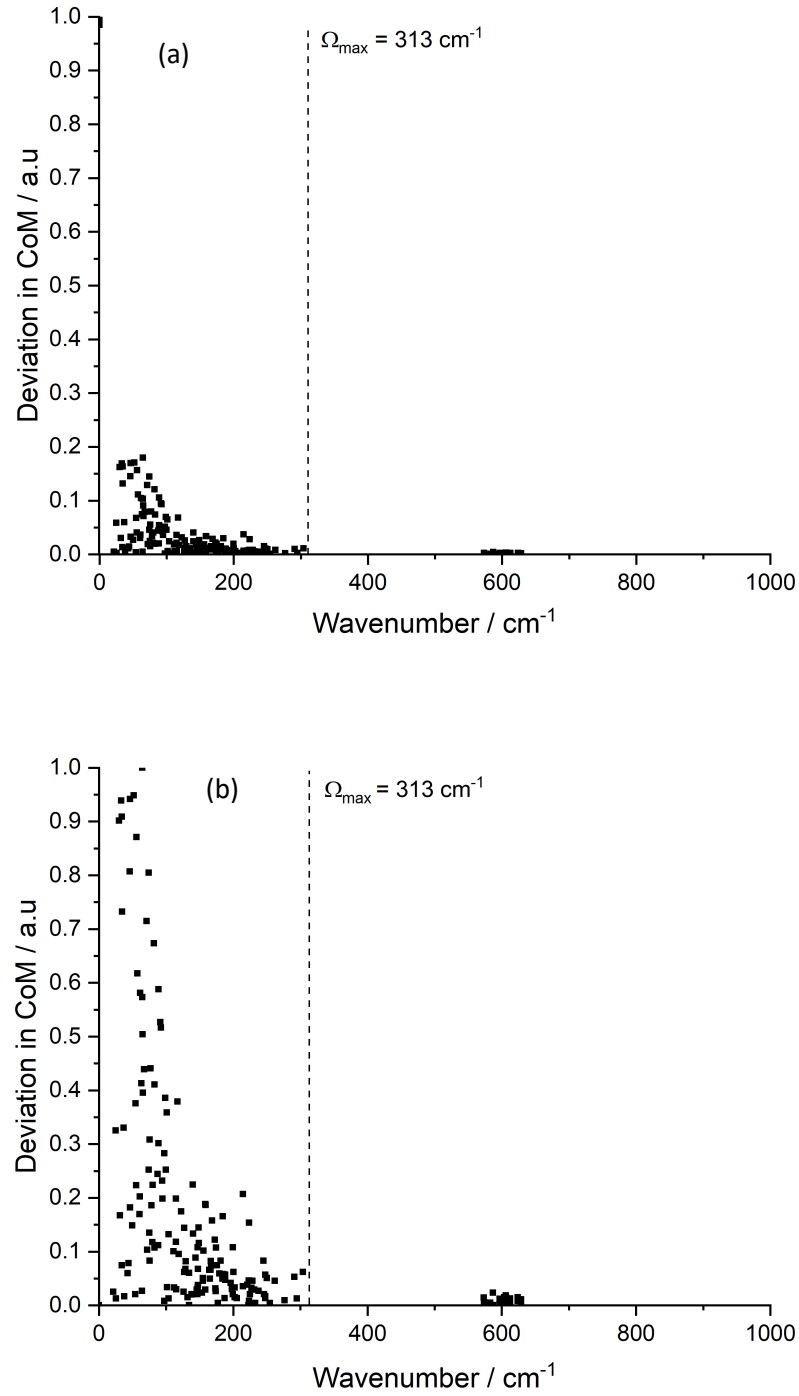 1.0
(a)
Ωmax = 313 cm-1
0.9
0.8
0.7
0.6
0.5
0.4
0.3
0.2
0.1
0.0
Deviation in CoM / a.u
0 200 400 600 800 1000
Wavenumber / cm-1
1.0
(b)
Ωmax = 313 cm-1
0.9
0.8
0.7
0.6
0.5
0.4
0.3
0.2
0.1
0.0
Deviation in CoM / a.u
0 200 400 600 800 1000
Wavenumber / cm-1